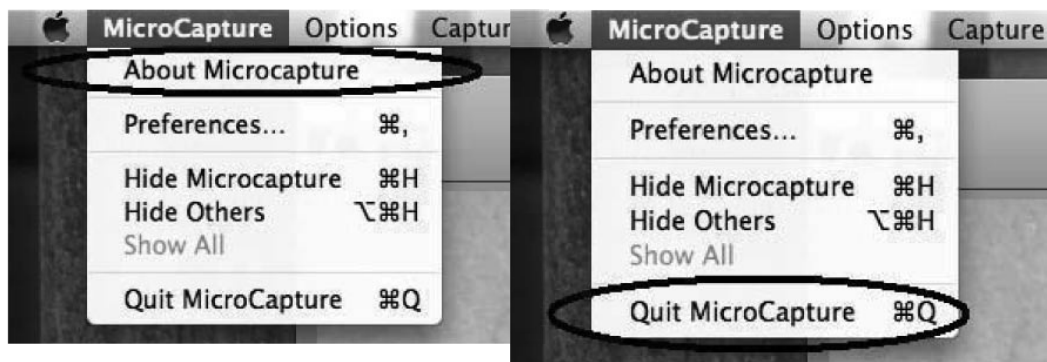 MicroCapture Options Captur
About Microcapture
Preferences... ⌘,
Hide Microcapture ⌘H
Hide Others ⌥⌘H
Show All
Quit MicroCapture ⌘Q
MicroCapture Options Capture
About Microcapture
Preferences... ⌘,
Hide Microcapture ⌘H
Hide Others ⌥⌘H
Show All
Quit MicroCapture ⌘Q